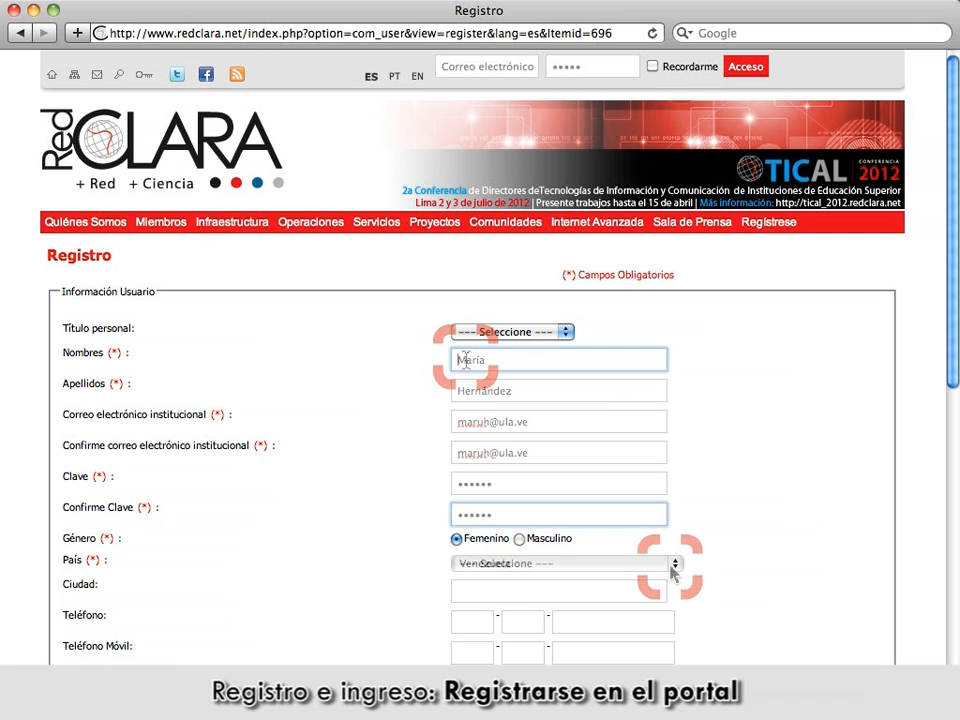 Registro
http://www.redclara.net/index.php?option=com_user&view=register&lang=es&Itemid=696
Google
ES PT EN
Correo electrónico
•••••
Recordarme
Acceso
Red CLARA
+ Red + Ciencia
TICAL CONFERENCIA 2012
2a Conferencia de Directores deTecnologías de Información y Comunicación de Instituciones de Educación Superior
Lima 2 y 3 de julio de 2012 | Presente trabajos hasta el 15 de abril | Más información: http://tical_2012.redclara.net
Quiénes Somos Miembros Infraestructura Operaciones Servicios Proyectos Comunidades Internet Avanzada Sala de Prensa Regístrese
Registro
(*) Campos Obligatorios
Información Usuario
Título personal: --- Seleccione ---
Nombres (*) : María
Apellidos (*) : Hernández
Correo electrónico institucional (*) : maruh@ula.ve
Confirme correo electrónico institucional (*) : maruh@ula.ve
Clave (*) : ••••••
Confirme Clave (*) : ••••••
Género (*) : Femenino Masculino
País (*) :
Ciudad:
Teléfono: - -
Teléfono Móvil: - -
Registro e ingreso: Registrarse en el portal